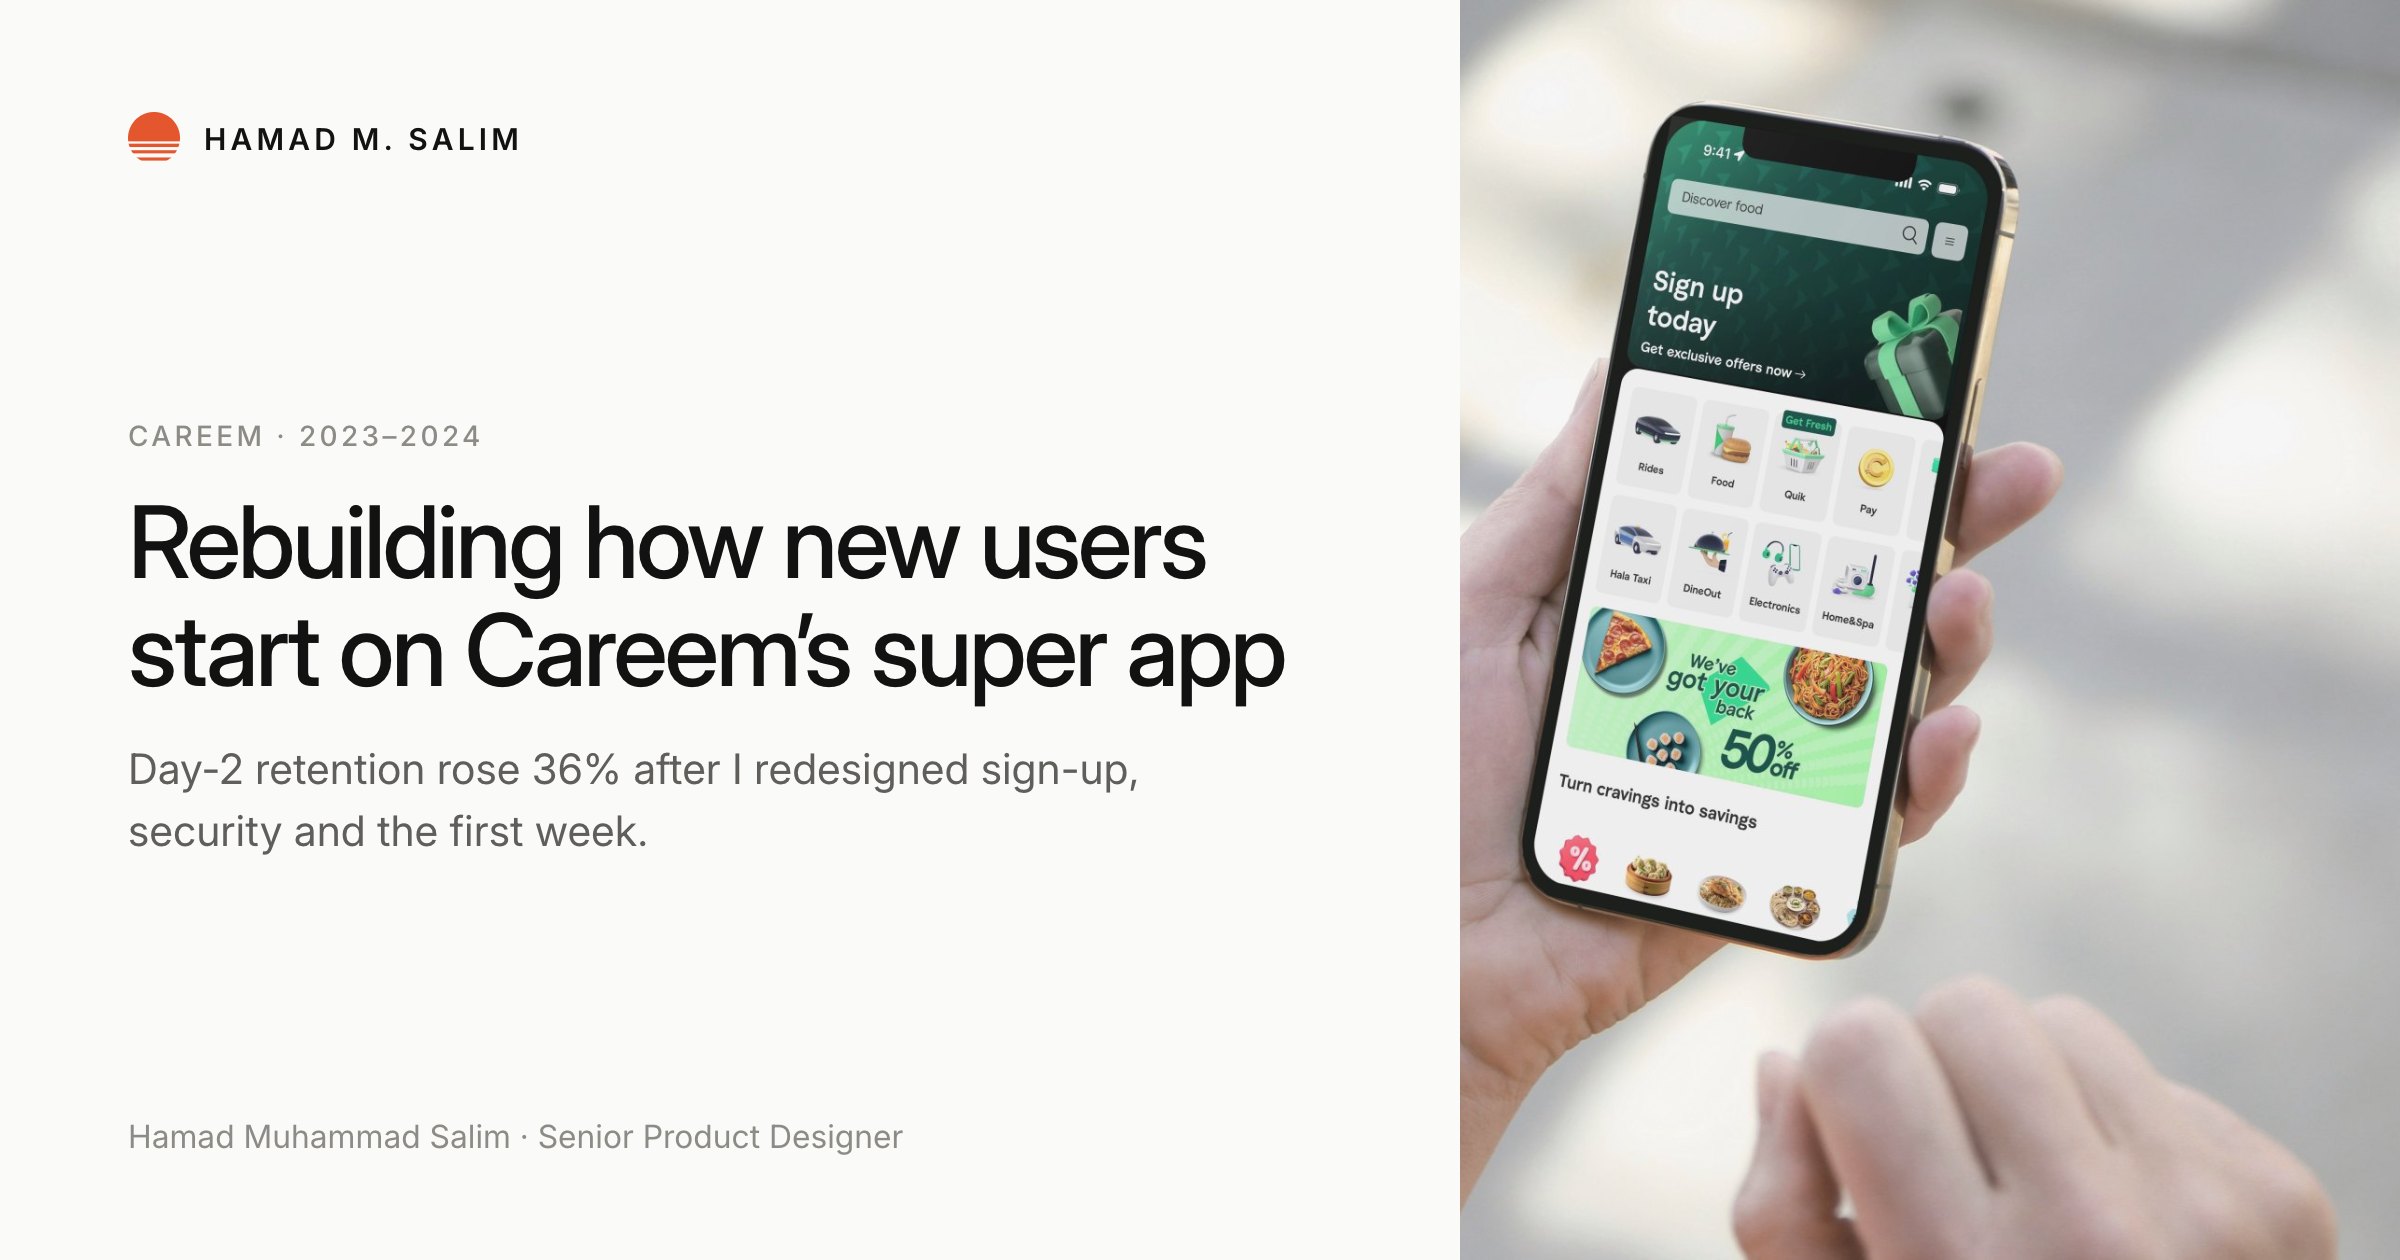 HAMAD M. SALIM
CAREEM · 2023–2024
Rebuilding how new users
start on Careem’s super app
Day-2 retention rose 36% after I redesigned sign-up,
security and the first week.
Hamad Muhammad Salim · Senior Product Designer
9:41
Discover food
Sign up
today
Get exclusive offers now →
Get Fresh
Rides
Food
Quik
Pay
Hala Taxi
DineOut
Electronics
Home&Spa
We’ve
got your
back
50% off
Turn cravings into savings
%